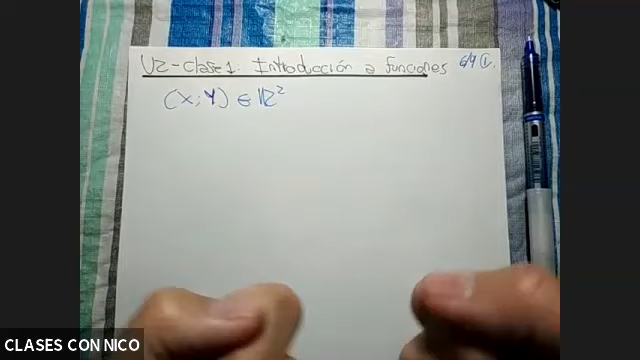 U2-Clase 1: Introducción a funciones
(X; Y) ∈ ℝ²
CLASES CON NICO